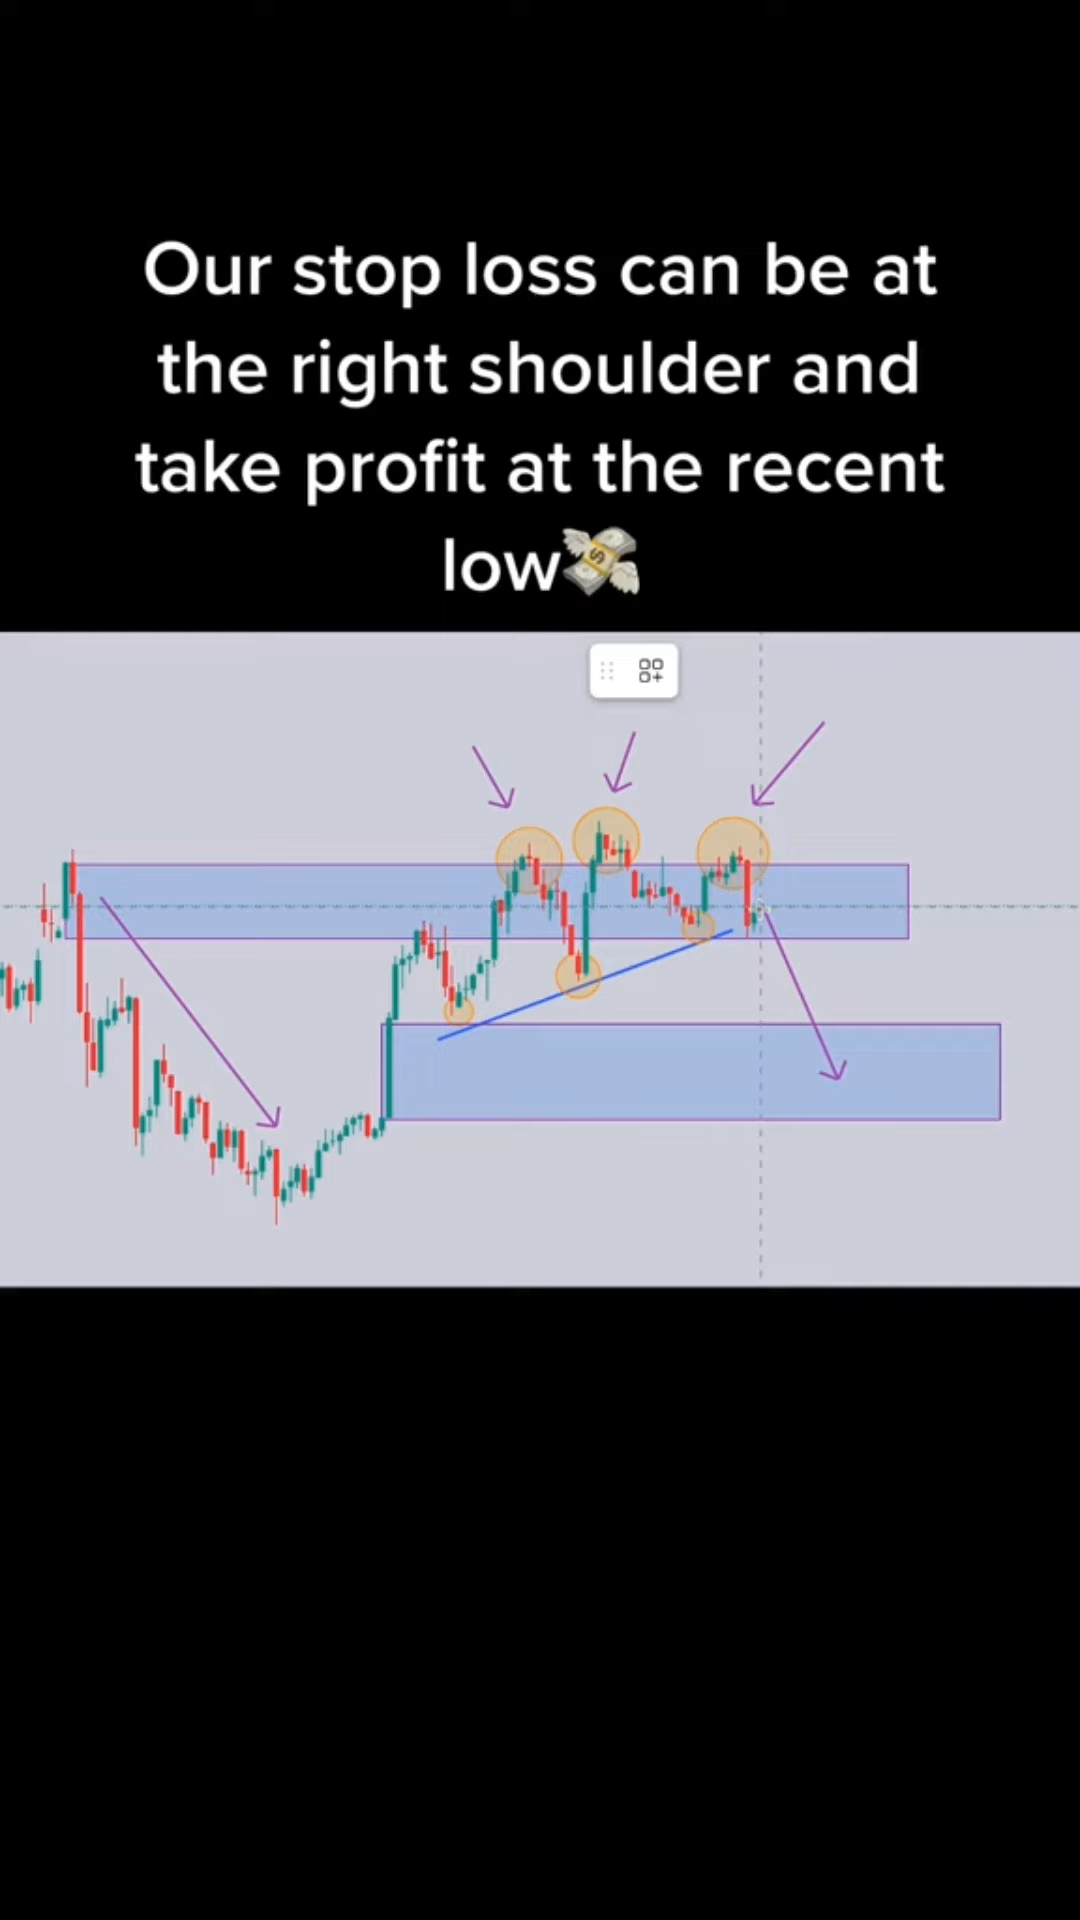 Our stop loss can be at
the right shoulder and
take profit at the recent
low💸